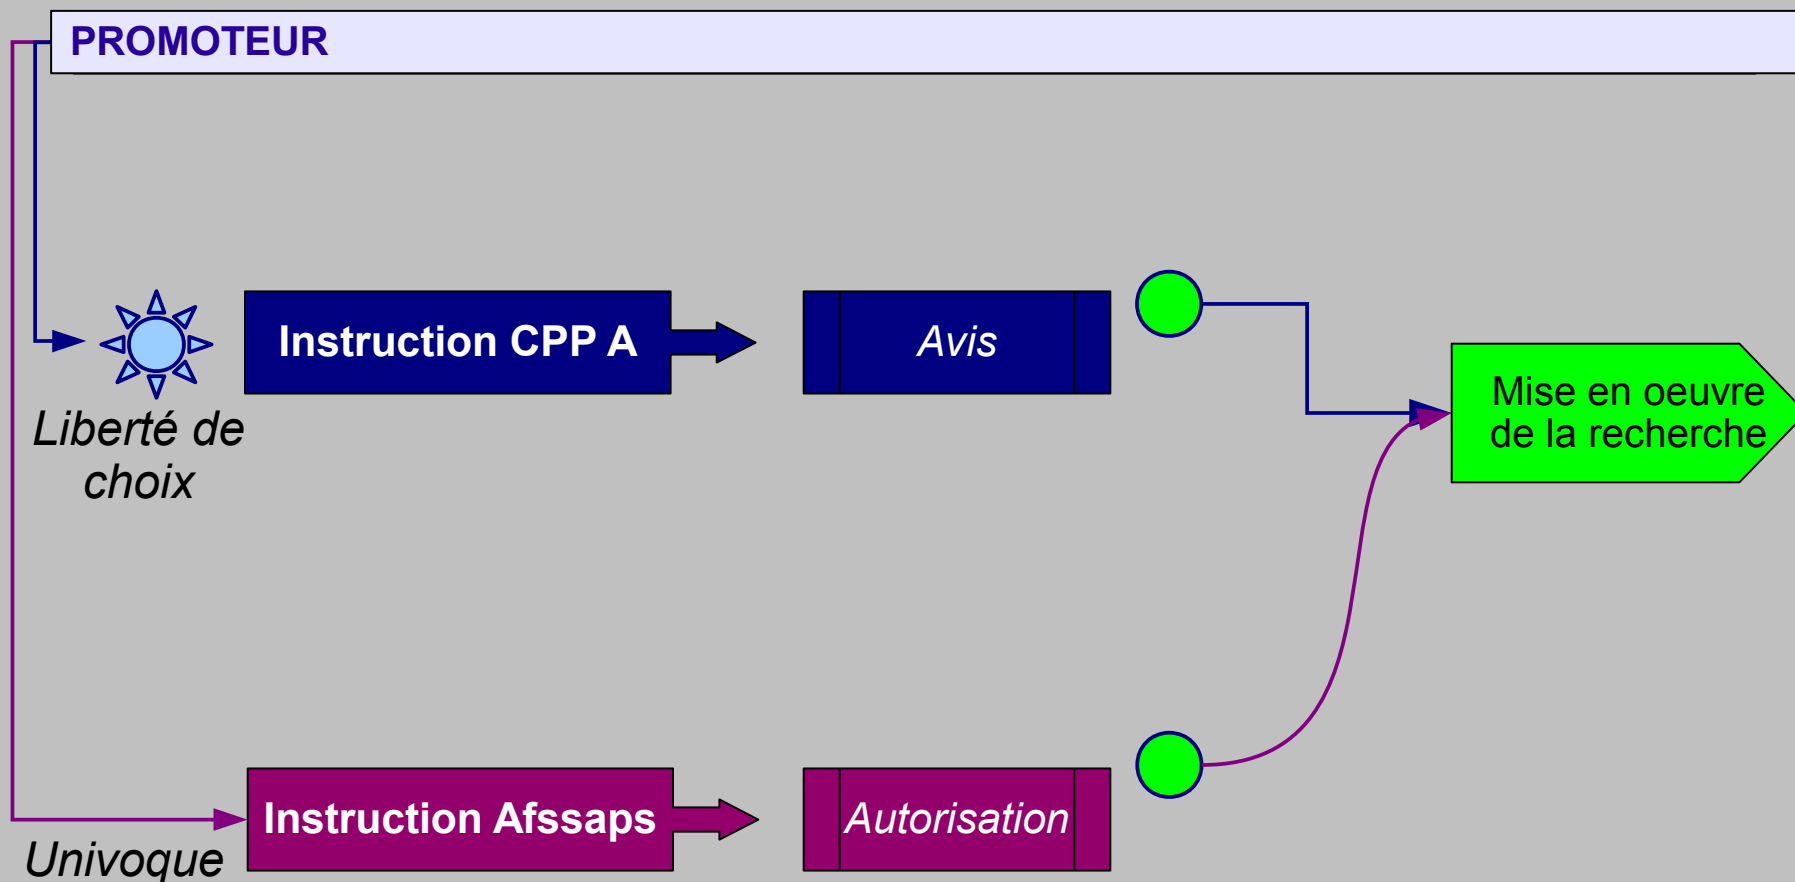 PROMOTEUR
Instruction CPP A
Avis
Liberté de
choix
Mise en oeuvre
de la recherche
Instruction Afssaps
Autorisation
Univoque